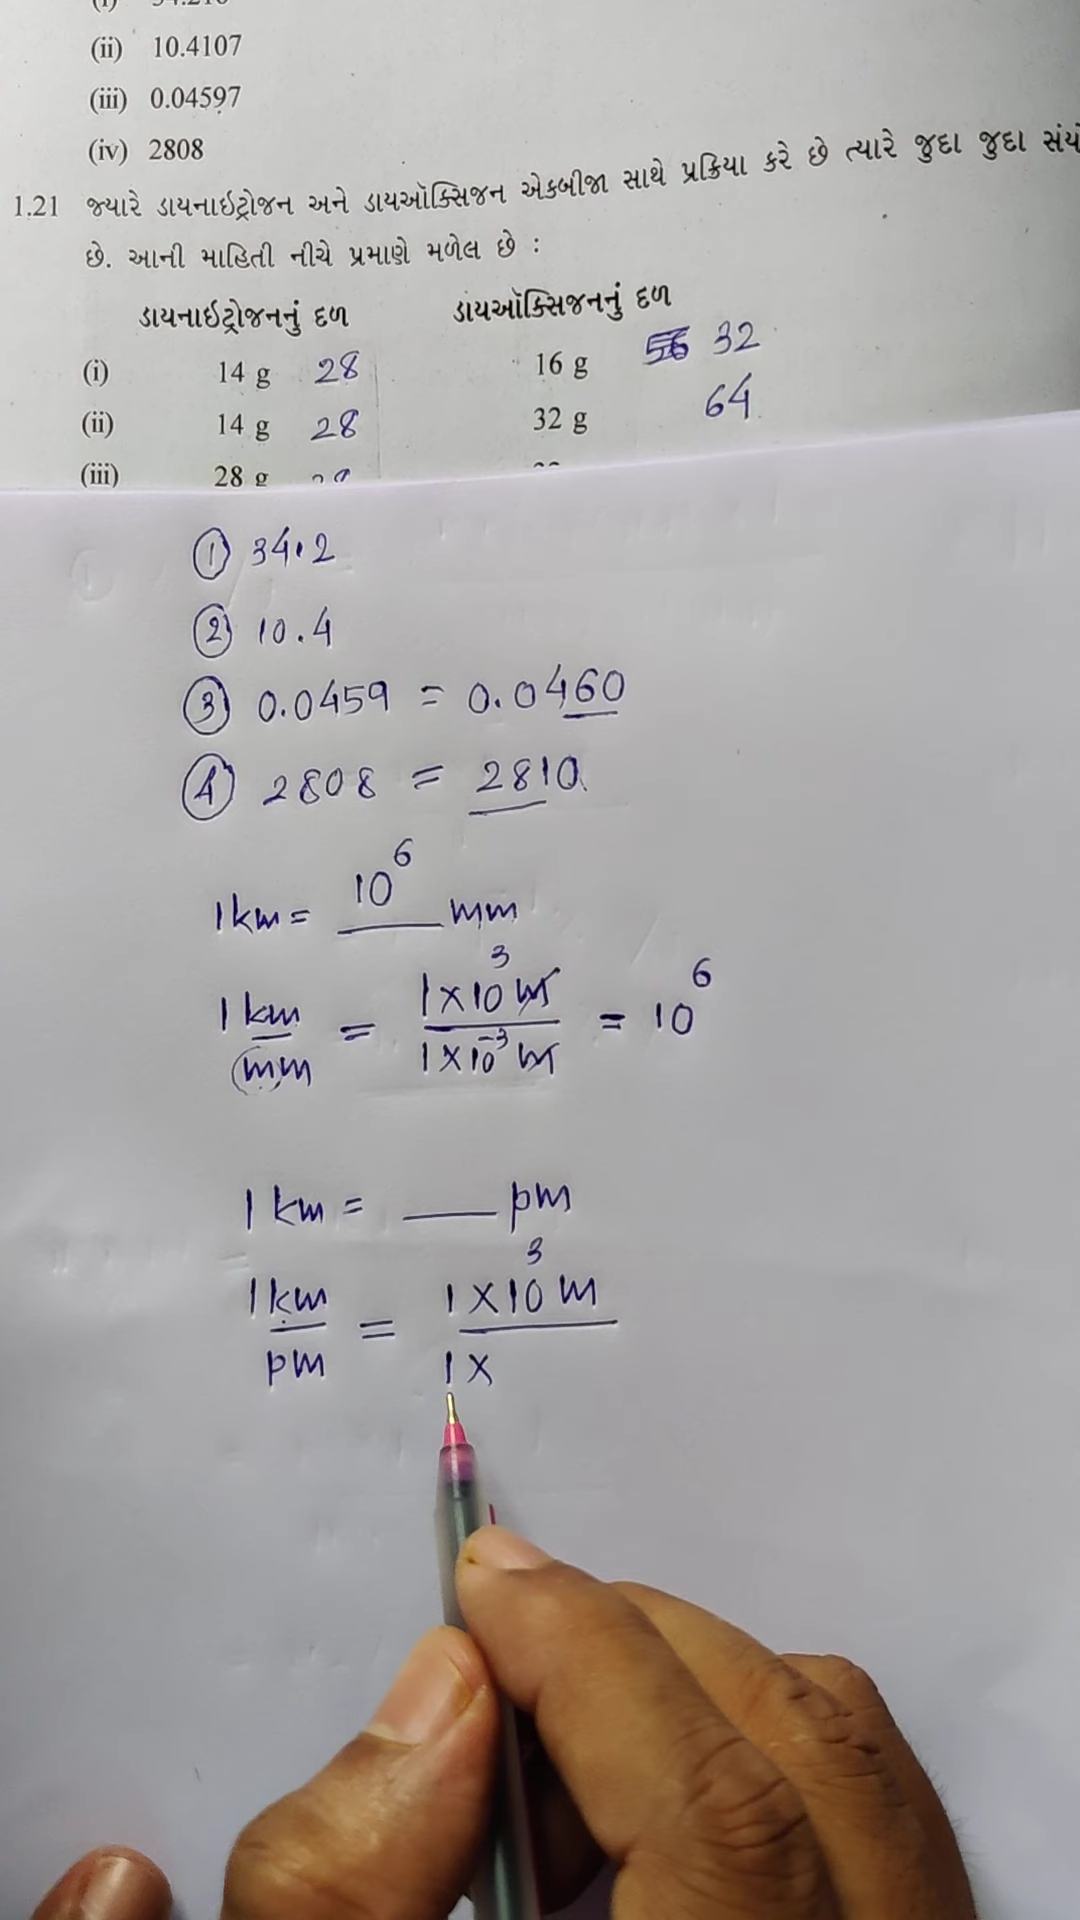 (ii) 10.4107
(iii) 0.04597
(iv) 2808
1.21 જ્યારે ડાયનાઇટ્રોજન અને ડાયઑક્સિજન એકબીજા સાથે પ્રક્રિયા કરે છે ત્યારે જુદા જુદા
છે. આની માહિતી નીચે પ્રમાણે મળેલ છે :
ડાયનાઇટ્રોજનનું દળ ડાયઑક્સિજનનું દળ
(i) 14 g 28 16 g 32
(ii) 14 g 28 32 g 64
(iii) 28 g
① 34.2
② 10.4
③ 0.0459 = 0.0460
④ 2808 = 2810
1 km = 10^6 mm
1 km / mm = 1 × 10^3 m / 1 × 10^-3 m = 10^6
1 km = ___ pm
1 km / pm = 1 × 10^3 m / 1 ×